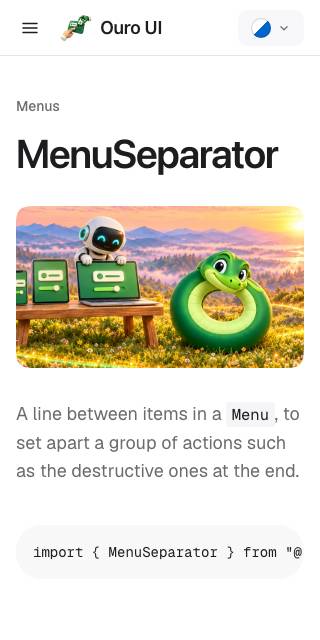 Ouro UI
Menus
MenuSeparator
A line between items in a Menu, to
set apart a group of actions such
as the destructive ones at the end.
import { MenuSeparator } from "@